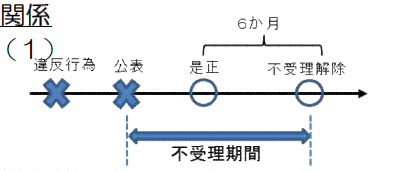 関係
（1）
６か月
違反行為 公表 是正 不受理解除
不受理期間